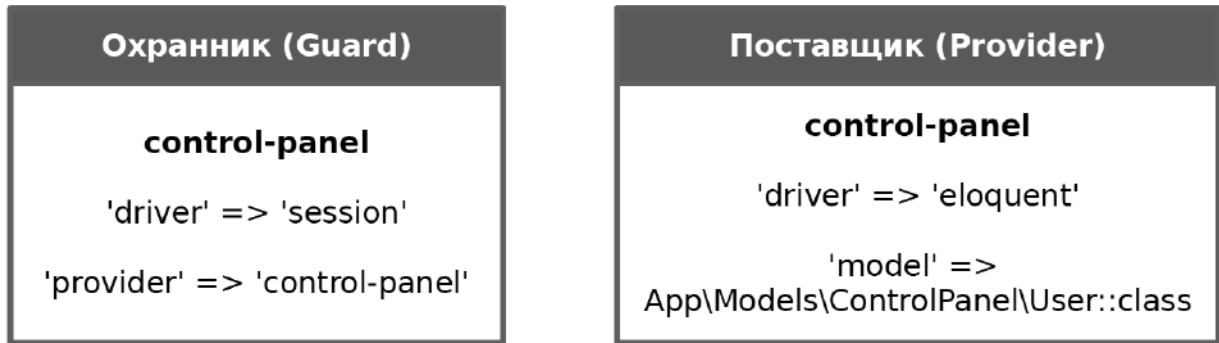 Охранник (Guard)
control-panel
'driver' => 'session'
'provider' => 'control-panel'
Поставщик (Provider)
control-panel
'driver' => 'eloquent'
'model' =>
App\Models\ControlPanel\User::class